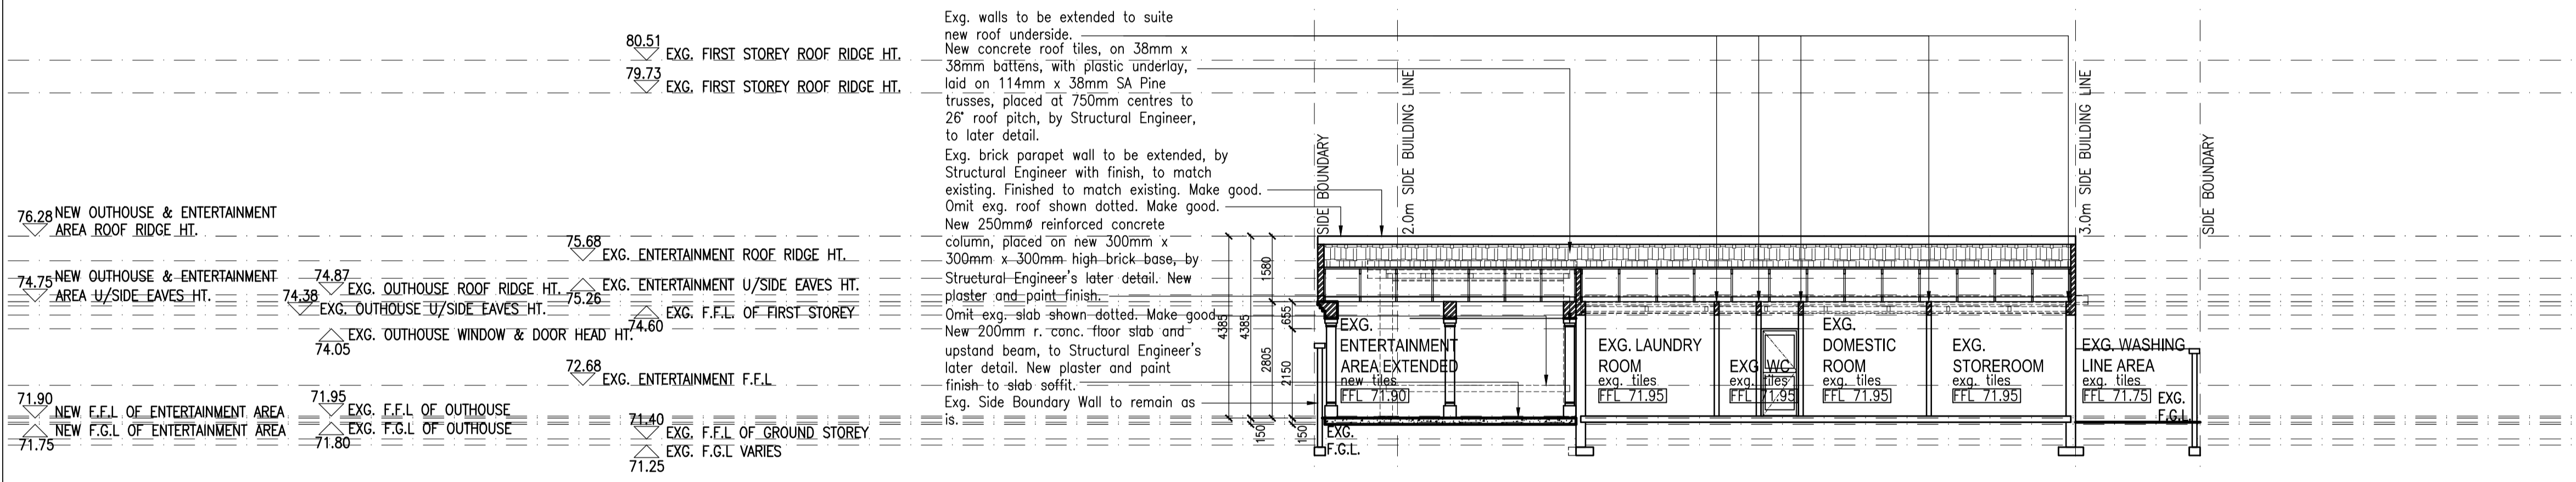 80.51
EXG. FIRST STOREY ROOF RIDGE HT.
79.73
EXG. FIRST STOREY ROOF RIDGE HT.
76.28
NEW OUTHOUSE & ENTERTAINMENT
AREA ROOF RIDGE HT.
75.68
EXG. ENTERTAINMENT ROOF RIDGE HT.
74.75
NEW OUTHOUSE & ENTERTAINMENT
AREA U/SIDE EAVES HT.
74.87
EXG. OUTHOUSE ROOF RIDGE HT.
75.26
EXG. ENTERTAINMENT U/SIDE EAVES HT.
74.38
EXG. OUTHOUSE U/SIDE EAVES HT.
74.60
EXG. F.F.L. OF FIRST STOREY
74.05
EXG. OUTHOUSE WINDOW & DOOR HEAD HT.
72.68
EXG. ENTERTAINMENT F.F.L
71.90
NEW F.F.L OF ENTERTAINMENT AREA
71.75
NEW F.G.L OF ENTERTAINMENT AREA
71.95
EXG. F.F.L OF OUTHOUSE
71.80
EXG. F.G.L OF OUTHOUSE
71.40
EXG. F.F.L OF GROUND STOREY
71.25
EXG. F.G.L VARIES
Exg. walls to be extended to suite
new roof underside.
New concrete roof tiles, on 38mm x
38mm battens, with plastic underlay,
laid on 114mm x 38mm SA Pine
trusses, placed at 750mm centres to
26° roof pitch, by Structural Engineer,
to later detail.
Exg. brick parapet wall to be extended, by
Structural Engineer with finish, to match
existing. Finished to match existing. Make good.
Omit exg. roof shown dotted. Make good.
New 250mmø reinforced concrete
column, placed on new 300mm x
300mm x 300mm high brick base, by
Structural Engineer's later detail. New
plaster and paint finish.
Omit exg. slab shown dotted. Make good.
New 200mm r. conc. floor slab and
upstand beam, to Structural Engineer's
later detail. New plaster and paint
finish to slab soffit.
Exg. Side Boundary Wall to remain as
is.
4385
4385
1580
2805
655
2150
150
150
SIDE BOUNDARY
2.0m SIDE BUILDING LINE
3.0m SIDE BUILDING LINE
SIDE BOUNDARY
EXG.
ENTERTAINMENT
AREA EXTENDED
new tiles
FFL 71.90
EXG. LAUNDRY
ROOM
exg. tiles
FFL 71.95
EXG WC
exg. tiles
FFL 71.95
EXG.
DOMESTIC
ROOM
exg. tiles
FFL 71.95
EXG.
STOREROOM
exg. tiles
FFL 71.95
EXG. WASHING
LINE AREA
exg. tiles
FFL 71.75
EXG.
F.G.L.
EXG.
F.G.L.